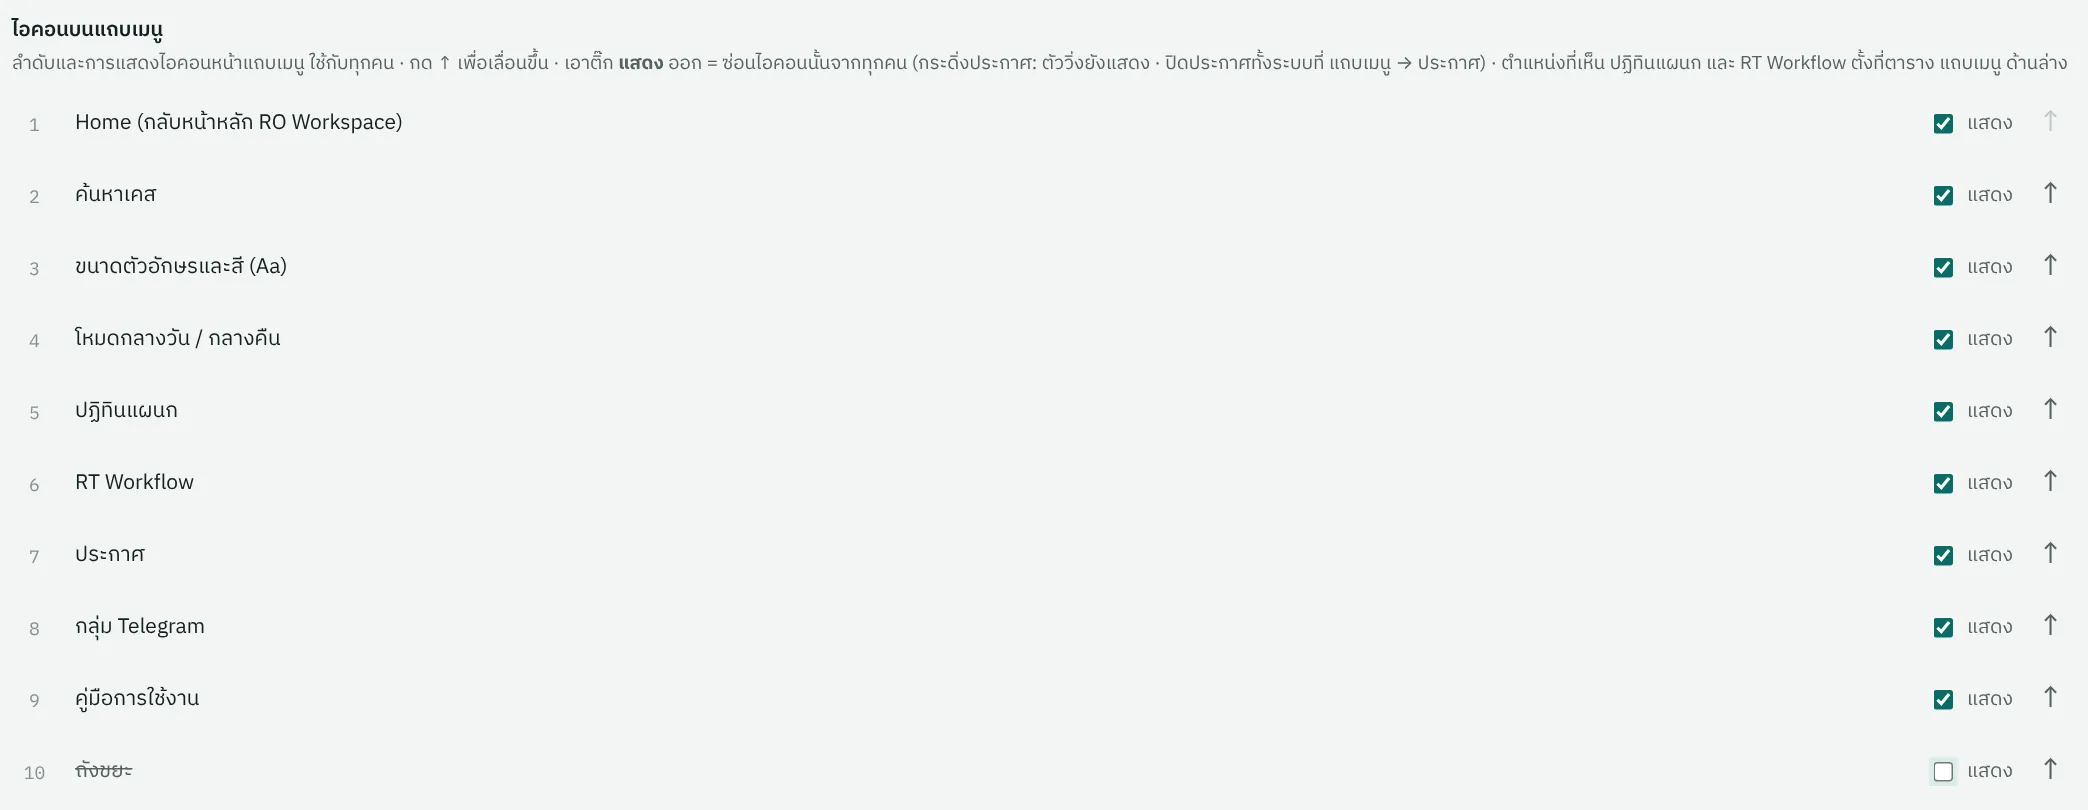 ไอคอนบนแถบเมนู
ลำดับและการแสดงไอคอนหน้าแถบเมนู ใช้กับทุกคน · กด ↑ เพื่อเลื่อนขึ้น · เอาติ๊ก แสดง ออก = ซ่อนไอคอนนั้นจากทุกคน (กระดิ่งประกาศ: ตัววิ่งยังแสดง · ปิดประกาศทั้งระบบที่ แถบเมนู → ประกาศ) · ตำแหน่งที่เห็น ปฏิทินแผนก และ RT Workflow ตั้งที่ตาราง แถบเมนู ด้านล่าง
1 Home (กลับหน้าหลัก RO Workspace) แสดง ↑
2 ค้นหาเคส แสดง ↑
3 ขนาดตัวอักษรและสี (Aa) แสดง ↑
4 โหมดกลางวัน / กลางคืน แสดง ↑
5 ปฏิทินแผนก แสดง ↑
6 RT Workflow แสดง ↑
7 ประกาศ แสดง ↑
8 กลุ่ม Telegram แสดง ↑
9 คู่มือการใช้งาน แสดง ↑
10 ถังขยะ แสดง ↑